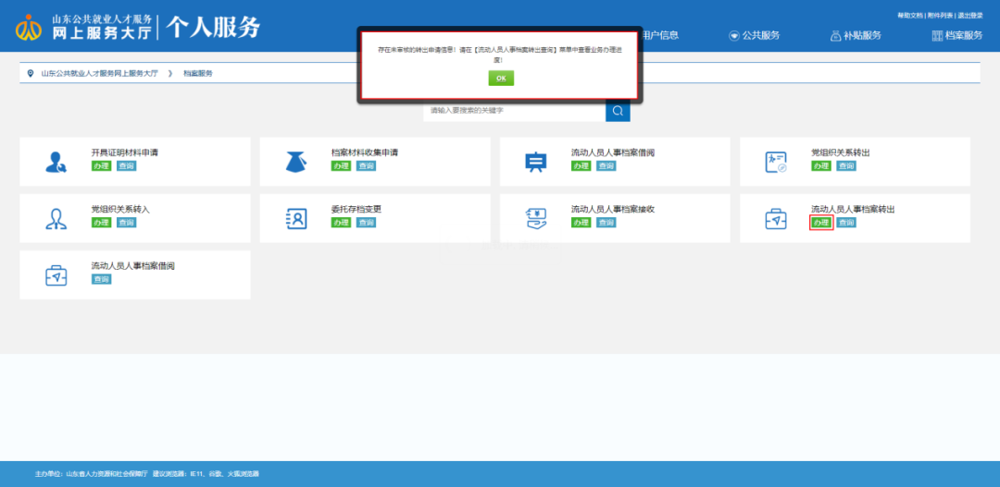 山东公共就业人才服务
网上服务大厅
个人服务
帮助文档 | 附件列表 | 退出登录
用户信息
公共服务
补贴服务
档案服务
存在未审核的转出申请信息！请在【流动人员人事档案转出查询】菜单中查看业务办理进
度！
OK
山东公共就业人才服务网上服务大厅 》 档案服务
请输入要搜索的关键字
开具证明材料申请
办理 查询
档案材料收集申请
办理 查询
流动人员人事档案借阅
办理 查询
党组织关系转出
办理 查询
党组织关系转入
办理 查询
委托存档变更
办理 查询
流动人员人事档案接收
办理 查询
流动人员人事档案转出
办理 查询
流动人员人事档案借阅
查询
主办单位：山东省人力资源和社会保障厅 建议浏览器：IE11、谷歌、火狐浏览器